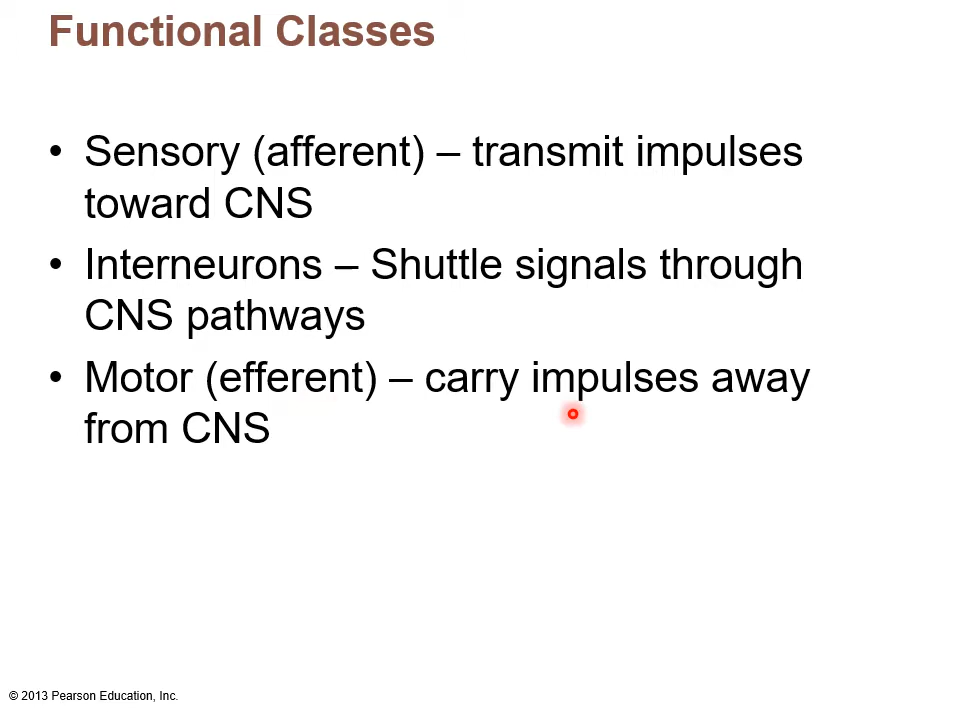 Functional Classes
• Sensory (afferent) – transmit impulses
toward CNS
• Interneurons – Shuttle signals through
CNS pathways
• Motor (efferent) – carry impulses away
from CNS
© 2013 Pearson Education, Inc.